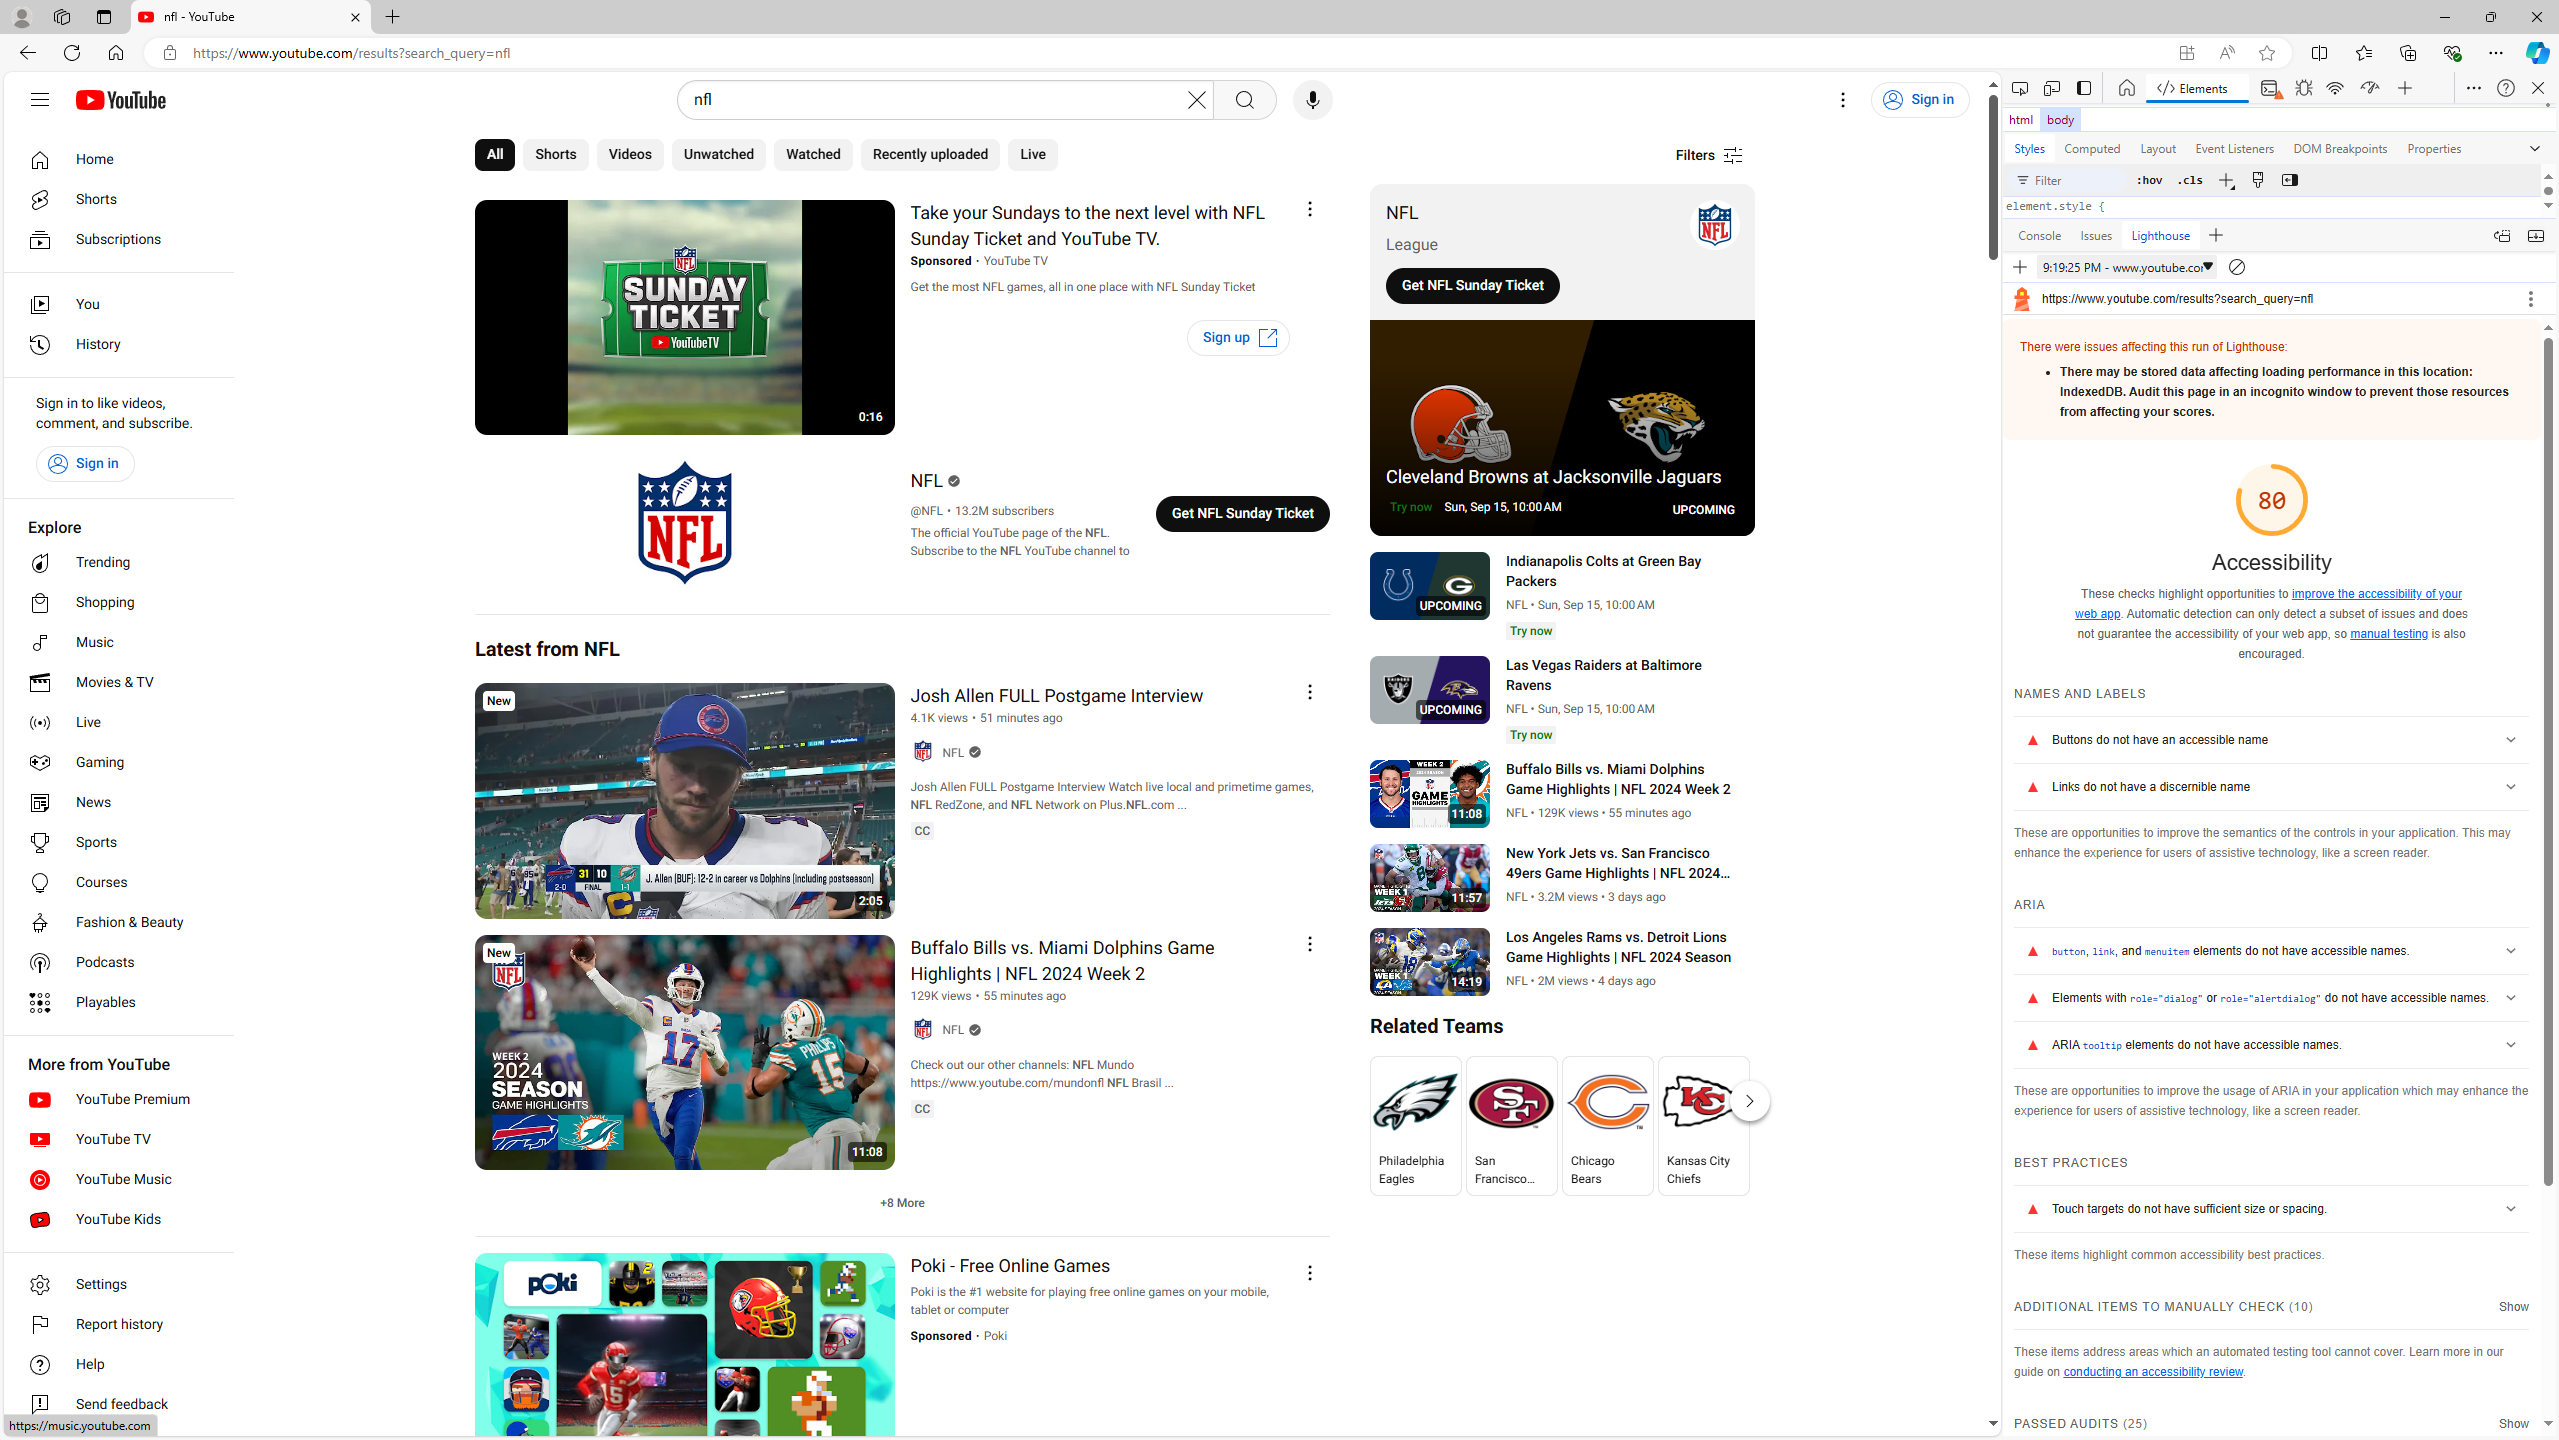 nfl - YouTube
https://www.youtube.com/results?search_query=nfl
YouTube
nfl
Sign in
Home
Shorts
Subscriptions
You
History
Sign in to like videos,
comment, and subscribe.
Sign in
Explore
Trending
Shopping
Music
Movies & TV
Live
Gaming
News
Sports
Courses
Fashion & Beauty
Podcasts
Playables
More from YouTube
YouTube Premium
YouTube TV
YouTube Music
YouTube Kids
Settings
Report history
Help
Send feedback
https://music.youtube.com
All
Shorts
Videos
Unwatched
Watched
Recently uploaded
Live
Filters
NFL
SUNDAY
TICKET
YouTubeTV
0:16
Take your Sundays to the next level with NFL
Sunday Ticket and YouTube TV.
Sponsored · YouTube TV
Get the most NFL games, all in one place with NFL Sunday Ticket
Sign up
NFL
NFL
@NFL • 13.2M subscribers
The official YouTube page of the NFL.
Subscribe to the NFL YouTube channel to
Get NFL Sunday Ticket
Latest from NFL
New
31 10
2-0 FINAL 1-1
J. Allen (BUF): 12-2 in career vs Dolphins (including postseason)
2:05
Josh Allen FULL Postgame Interview
4.1K views • 51 minutes ago
NFL
Josh Allen FULL Postgame Interview Watch live local and primetime games,
NFL RedZone, and NFL Network on Plus.NFL.com ...
CC
New
NFL
17
PHILLIPS
15
WEEK 2
2024
SEASON
GAME HIGHLIGHTS
11:08
Buffalo Bills vs. Miami Dolphins Game
Highlights | NFL 2024 Week 2
129K views • 55 minutes ago
NFL
Check out our other channels: NFL Mundo
https://www.youtube.com/mundonfl NFL Brasil ...
CC
+8 More
poki
15
Poki - Free Online Games
Poki is the #1 website for playing free online games on your mobile,
tablet or computer
Sponsored · Poki
NFL
League
NFL
Get NFL Sunday Ticket
Cleveland Browns at Jacksonville Jaguars
Try now
Sun, Sep 15, 10:00 AM
UPCOMING
UPCOMING
Indianapolis Colts at Green Bay
Packers
NFL • Sun, Sep 15, 10:00 AM
Try now
UPCOMING
Las Vegas Raiders at Baltimore
Ravens
NFL • Sun, Sep 15, 10:00 AM
Try now
WEEK 2
GAME
HIGHLIGHTS
11:08
Buffalo Bills vs. Miami Dolphins
Game Highlights | NFL 2024 Week 2
NFL • 129K views • 55 minutes ago
WEEK 1
11:57
New York Jets vs. San Francisco
49ers Game Highlights | NFL 2024...
NFL • 3.2M views • 3 days ago
WEEK 1
14:19
Los Angeles Rams vs. Detroit Lions
Game Highlights | NFL 2024 Season
NFL • 2M views • 4 days ago
Related Teams
Philadelphia
Eagles
SF
San
Francisco...
Chicago
Bears
KC
Kansas City
Chiefs
Elements
html
body
Styles
Computed
Layout
Event Listeners
DOM Breakpoints
Properties
Filter
:hov
.cls
element.style {
Console
Issues
Lighthouse
9:19:25 PM - www.youtube.cor
https://www.youtube.com/results?search_query=nfl
There were issues affecting this run of Lighthouse:
• There may be stored data affecting loading performance in this location:
IndexedDB. Audit this page in an incognito window to prevent those resources
from affecting your scores.
80
Accessibility
These checks highlight opportunities to improve the accessibility of your
web app. Automatic detection can only detect a subset of issues and does
not guarantee the accessibility of your web app, so manual testing is also
encouraged.
NAMES AND LABELS
Buttons do not have an accessible name
Links do not have a discernible name
These are opportunities to improve the semantics of the controls in your application. This may
enhance the experience for users of assistive technology, like a screen reader.
ARIA
button, link, and menuitem elements do not have accessible names.
Elements with role="dialog" or role="alertdialog" do not have accessible names.
ARIA tooltip elements do not have accessible names.
These are opportunities to improve the usage of ARIA in your application which may enhance the
experience for users of assistive technology, like a screen reader.
BEST PRACTICES
Touch targets do not have sufficient size or spacing.
These items highlight common accessibility best practices.
ADDITIONAL ITEMS TO MANUALLY CHECK (10)
Show
These items address areas which an automated testing tool cannot cover. Learn more in our
guide on conducting an accessibility review.
PASSED AUDITS (25)
Show